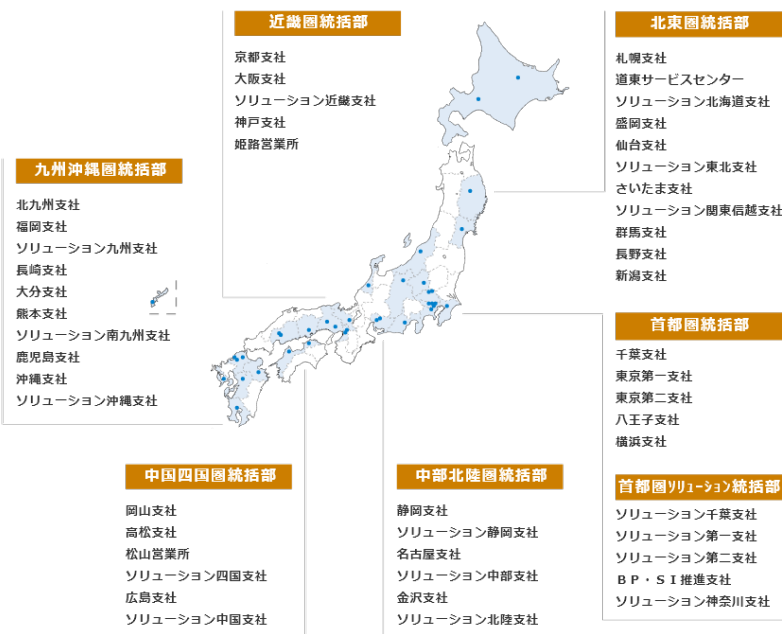 近畿圏統括部
京都支社
大阪支社
ソリューション近畿支社
神戸支社
姫路営業所
北東圏統括部
札幌支社
道東サービスセンター
ソリューション北海道支社
盛岡支社
仙台支社
ソリューション東北支社
さいたま支社
ソリューション関東信越支社
群馬支社
長野支社
新潟支社
九州沖縄圏統括部
北九州支社
福岡支社
ソリューション九州支社
長崎支社
大分支社
熊本支社
ソリューション南九州支社
鹿児島支社
沖縄支社
ソリューション沖縄支社
首都圏統括部
千葉支社
東京第一支社
東京第二支社
八王子支社
横浜支社
中国四国圏統括部
岡山支社
高松支社
松山営業所
ソリューション四国支社
広島支社
ソリューション中国支社
中部北陸圏統括部
静岡支社
ソリューション静岡支社
名古屋支社
ソリューション中部支社
金沢支社
ソリューション北陸支社
首都圏ソリューション統括部
ソリューション千葉支社
ソリューション第一支社
ソリューション第二支社
ＢＰ・ＳＩ推進支社
ソリューション神奈川支社